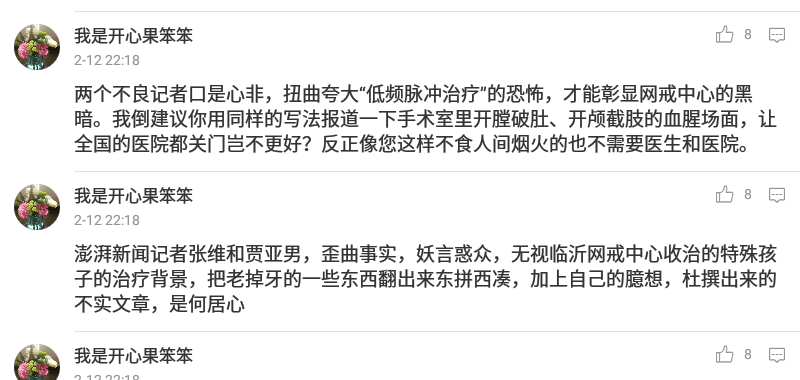 我是开心果笨笨
8
2-12 22:18
两个不良记者口是心非，扭曲夸大“低频脉冲治疗”的恐怖，才能彰显网戒中心的黑
暗。我倒建议你用同样的写法报道一下手术室里开膛破肚、开颅截肢的血腥场面，让
全国的医院都关门岂不更好？反正像您这样不食人间烟火的也不需要医生和医院。
我是开心果笨笨
8
2-12 22:18
澎湃新闻记者张维和贾亚男，歪曲事实，妖言惑众，无视临沂网戒中心收治的特殊孩
子的治疗背景，把老掉牙的一些东西翻出来东拼西凑，加上自己的臆想，杜撰出来的
不实文章，是何居心
我是开心果笨笨
8
2-12 22:18